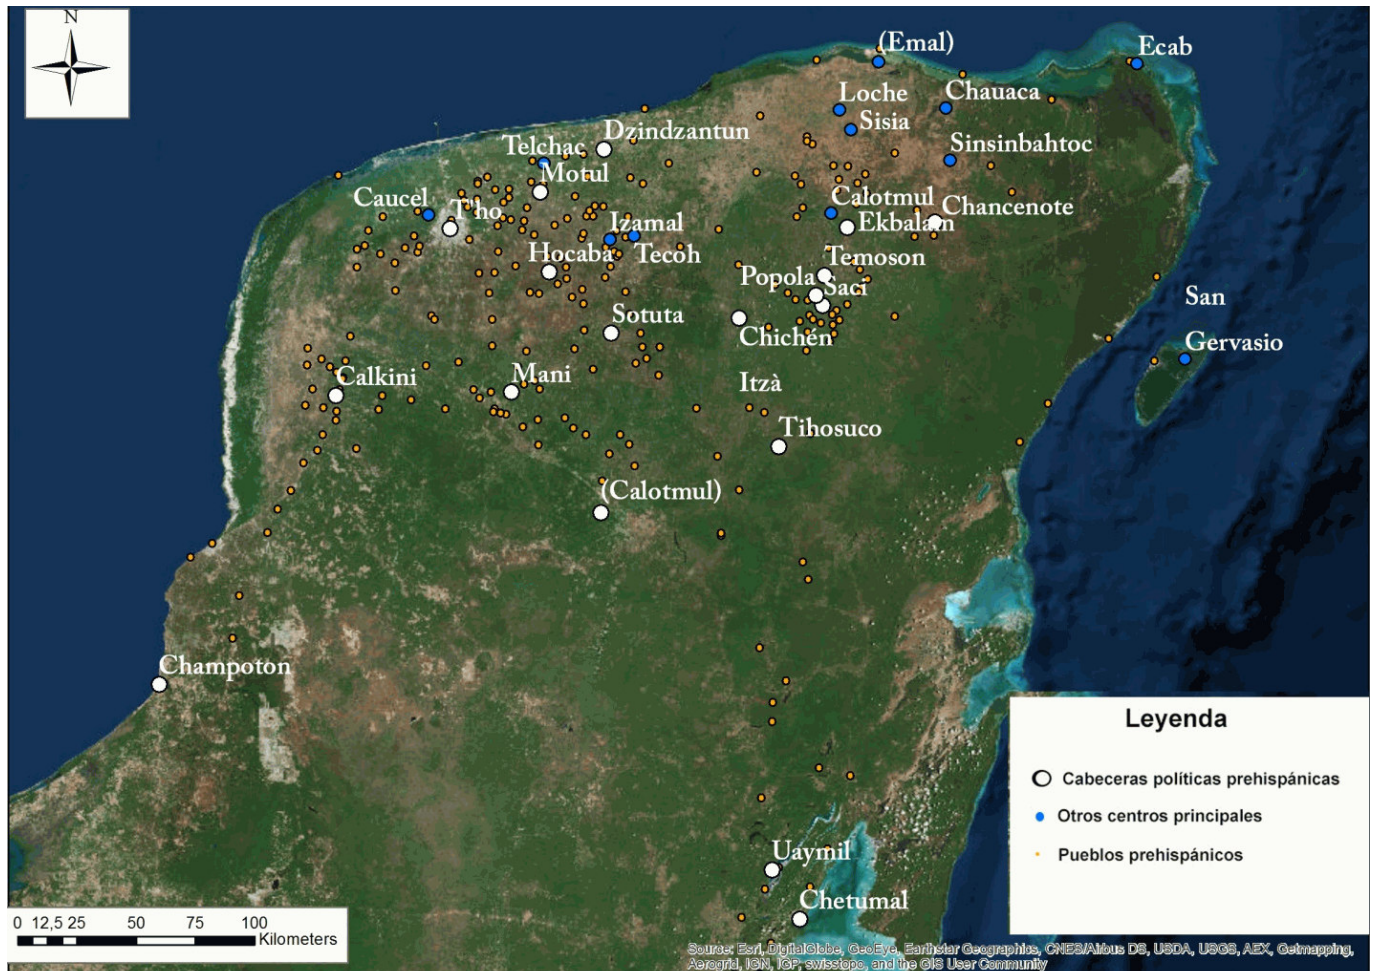 N
(Emal)
Ecab
Loche
Chauaca
Sisia
Dzindzantun
Telchac
Sinsinbahtoc
Motul
Caucel
T'ho
Calotmul
Chancenote
Izamal
Ekbalam
Tecoh
Hocaba
Temoson
Popola
Saci
San
Sotuta
Chichén
Gervasio
Calkini
Mani
Itzà
Tihosuco
(Calotmul)
Champoton
Leyenda
Cabeceras políticas prehispánicas
Otros centros principales
Pueblos prehispánicos
Uaymil
Chetumal
0 12,5 25 50 75 100
Kilometers
Source: Esri, DigitalGlobe, GeoEye, Earthstar Geographics, CNES/Airbus DS, USDA, USGS, AEX, Getmapping,
Aerogrid, IGN, IGP, swisstopo, and the GIS User Community